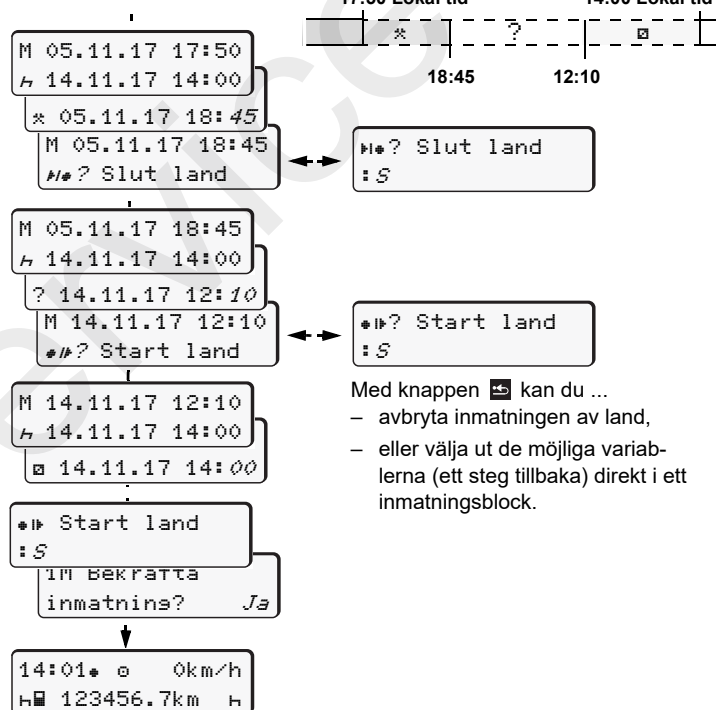 17:50 Lokal tid 14:00 Lokal tid
?
18:45 12:10
M 05.11.17 17:50
14.11.17 14:00
05.11.17 18:45
M 05.11.17 18:45
? Slut land
? Slut land
:S
M 05.11.17 18:45
14.11.17 14:00
? 14.11.17 12:10
M 14.11.17 12:10
? Start land
? Start land
:S
Med knappen kan du ...
– avbryta inmatningen av land,
– eller välja ut de möjliga variab-
lerna (ett steg tillbaka) direkt i ett
inmatningsblock.
M 14.11.17 12:10
14.11.17 14:00
14.11.17 14:00
Start land
:S
1M Bekräfta
inmatning? Ja
14:01 0km/h
123456.7km